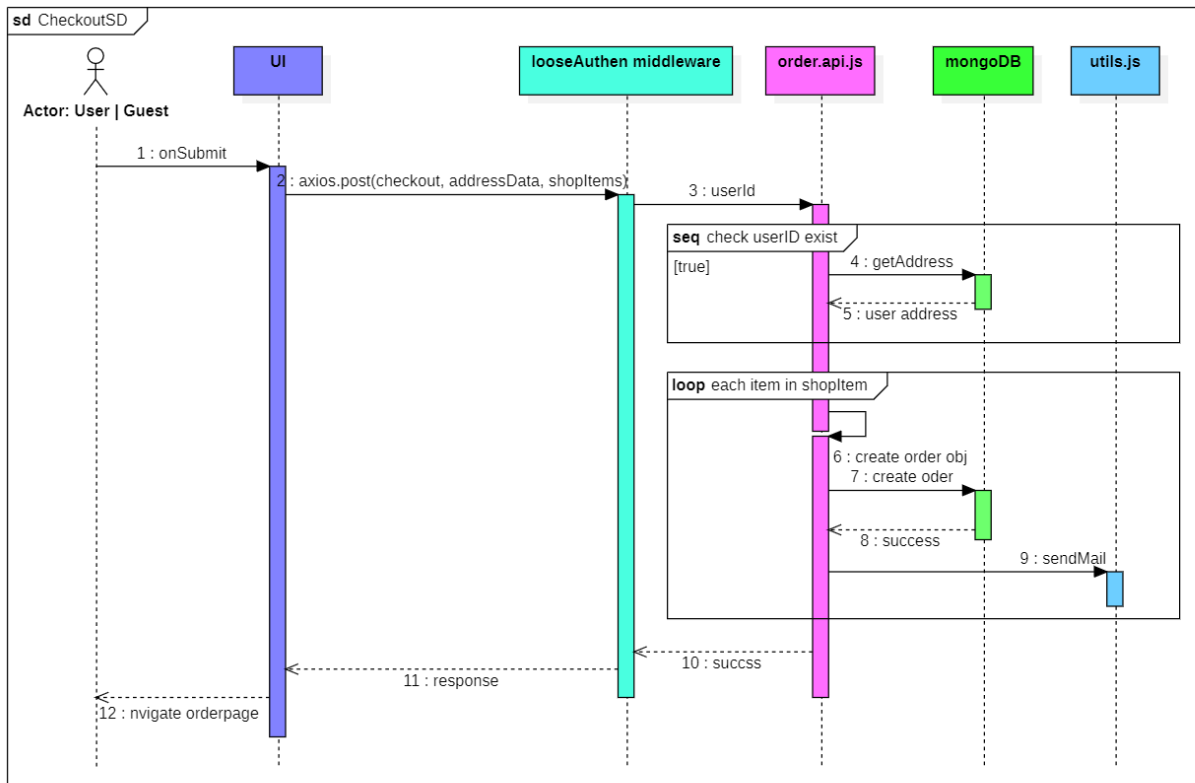 sd CheckoutSD
UI
looseAuthen middleware
order.api.js
mongoDB
utils.js
Actor: User | Guest
1 : onSubmit
2 : axios.post(checkout, addressData, shopItems)
3 : userId
seq check userID exist
[true]
4 : getAddress
5 : user address
loop each item in shopItem
6 : create order obj
7 : create oder
8 : success
9 : sendMail
10 : succss
11 : response
12 : nvigate orderpage